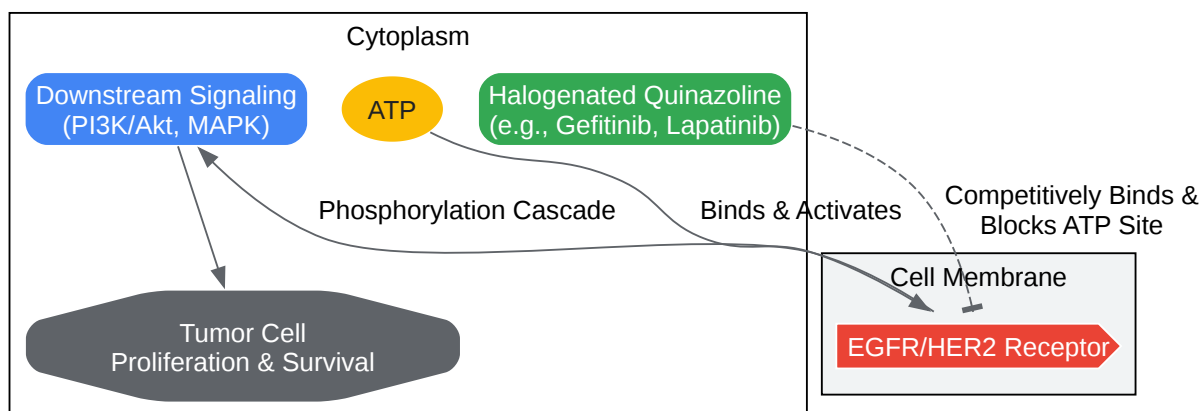 Cytoplasm
Downstream Signaling
(PI3K/Akt, MAPK)
ATP
Halogenated Quinazoline
(e.g., Gefitinib, Lapatinib)
Phosphorylation Cascade
Binds & Activates
Competitively Binds &
Blocks ATP Site
Cell Membrane
Tumor Cell
Proliferation & Survival
EGFR/HER2 Receptor